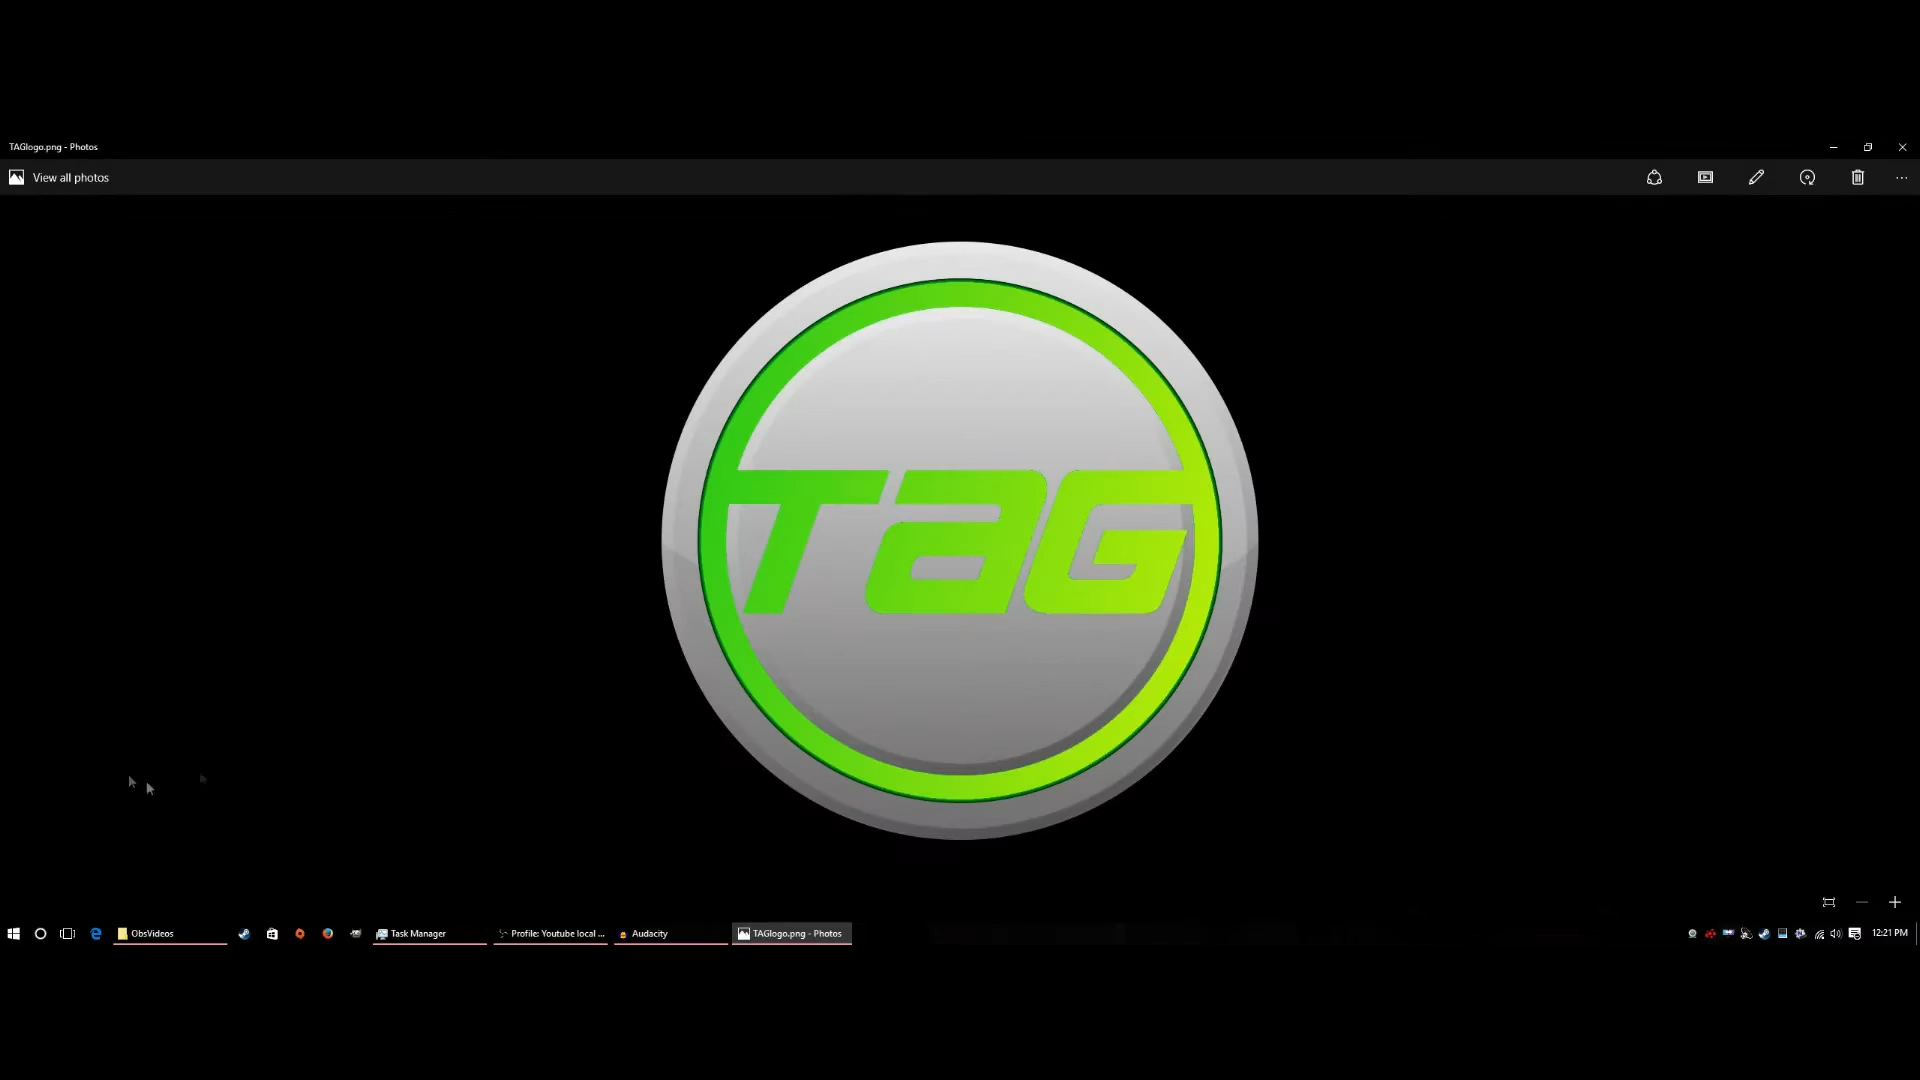 TAGlogo.png - Photos
View all photos
TaG
ObsVideos
Task Manager
Profile: Youtube local ...
Audacity
TAGlogo.png - Photos
12:21 PM